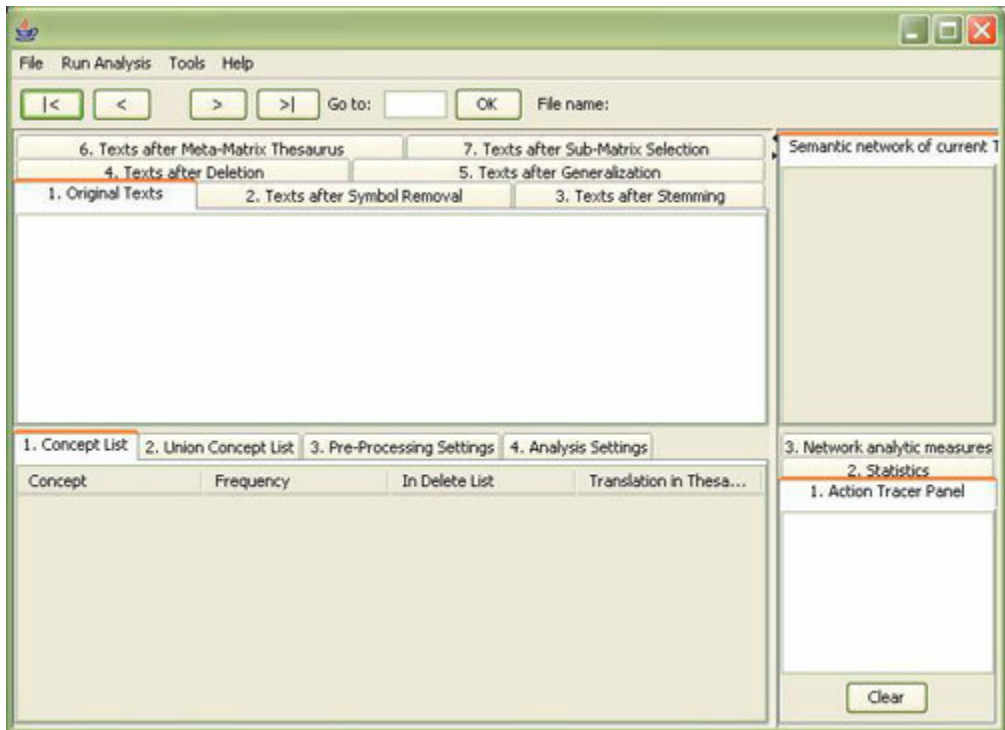 File Run Analysis Tools Help
|< < > >| Go to: OK File name:
6. Texts after Meta-Matrix Thesaurus 7. Texts after Sub-Matrix Selection
4. Texts after Deletion 5. Texts after Generalization
1. Original Texts 2. Texts after Symbol Removal 3. Texts after Stemming
Semantic network of current T
1. Concept List 2. Union Concept List 3. Pre-Processing Settings 4. Analysis Settings
Concept Frequency In Delete List Translation in Thesa...
3. Network analytic measures
2. Statistics
1. Action Tracer Panel
Clear